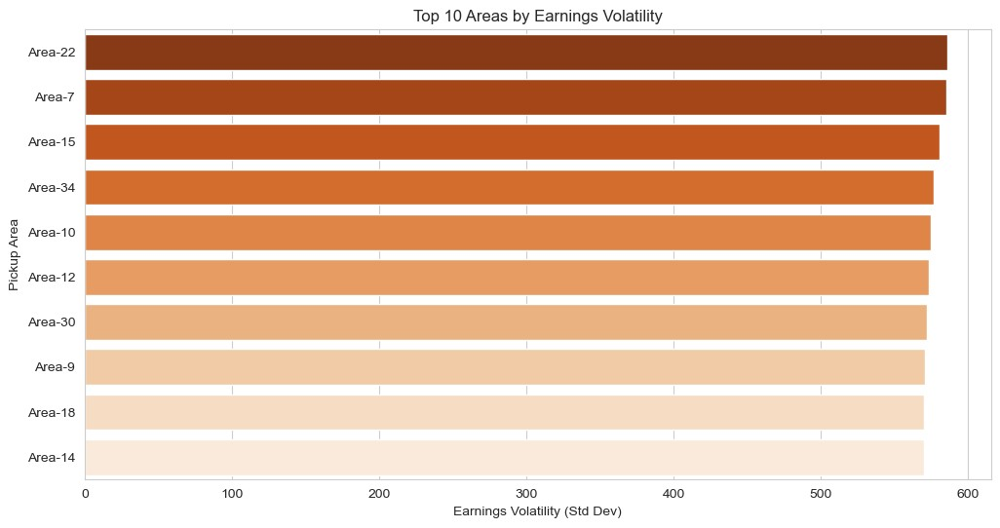 Top 10 Areas by Earnings Volatility
Pickup Area
Area-22
Area-7
Area-15
Area-34
Area-10
Area-12
Area-30
Area-9
Area-18
Area-14
0 100 200 300 400 500 600
Earnings Volatility (Std Dev)